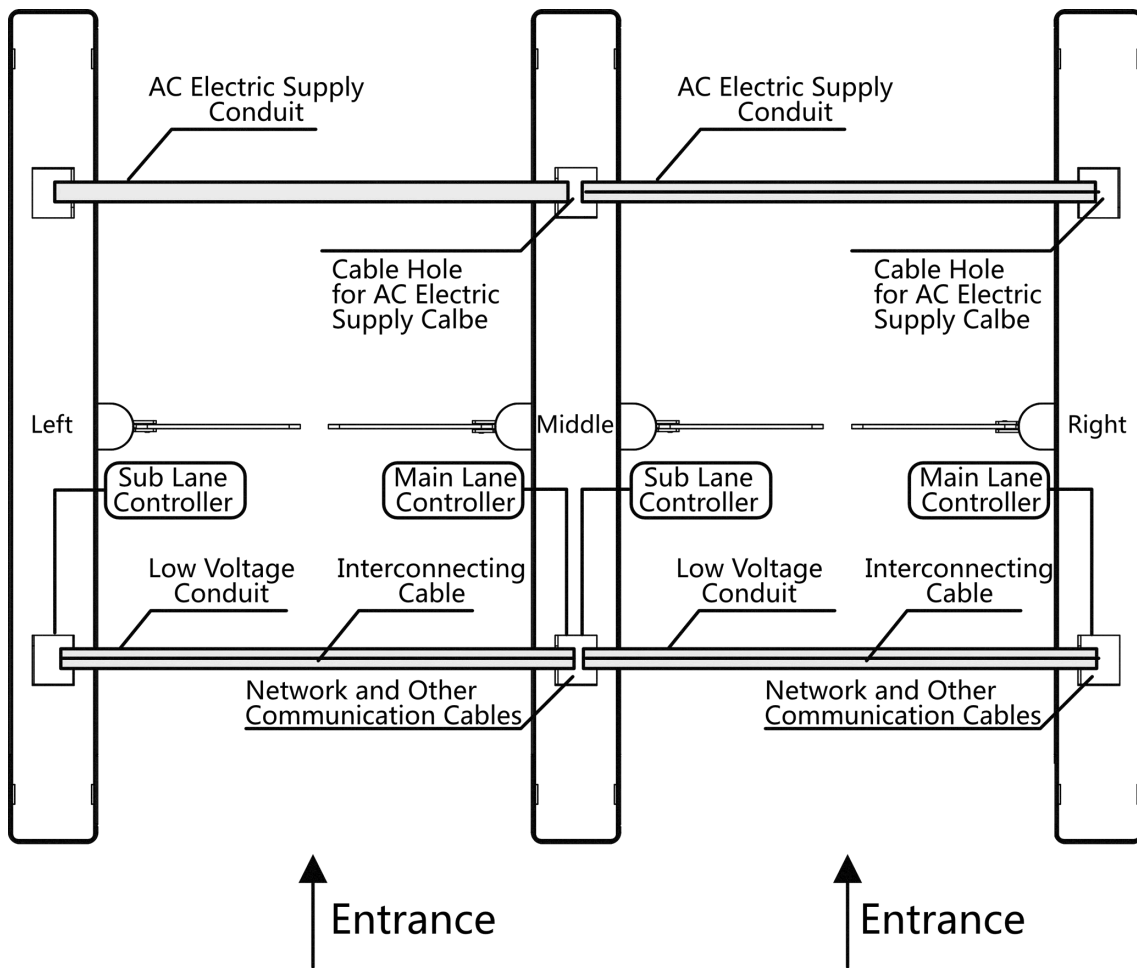 AC Electric Supply
Conduit
AC Electric Supply
Conduit
Cable Hole
for AC Electric
Supply Calbe
Cable Hole
for AC Electric
Supply Calbe
Left
Middle
Right
Sub Lane
Controller
Main Lane
Controller
Sub Lane
Controller
Main Lane
Controller
Low Voltage
Conduit
Interconnecting
Cable
Low Voltage
Conduit
Interconnecting
Cable
Network and Other
Communication Cables
Network and Other
Communication Cables
Entrance
Entrance